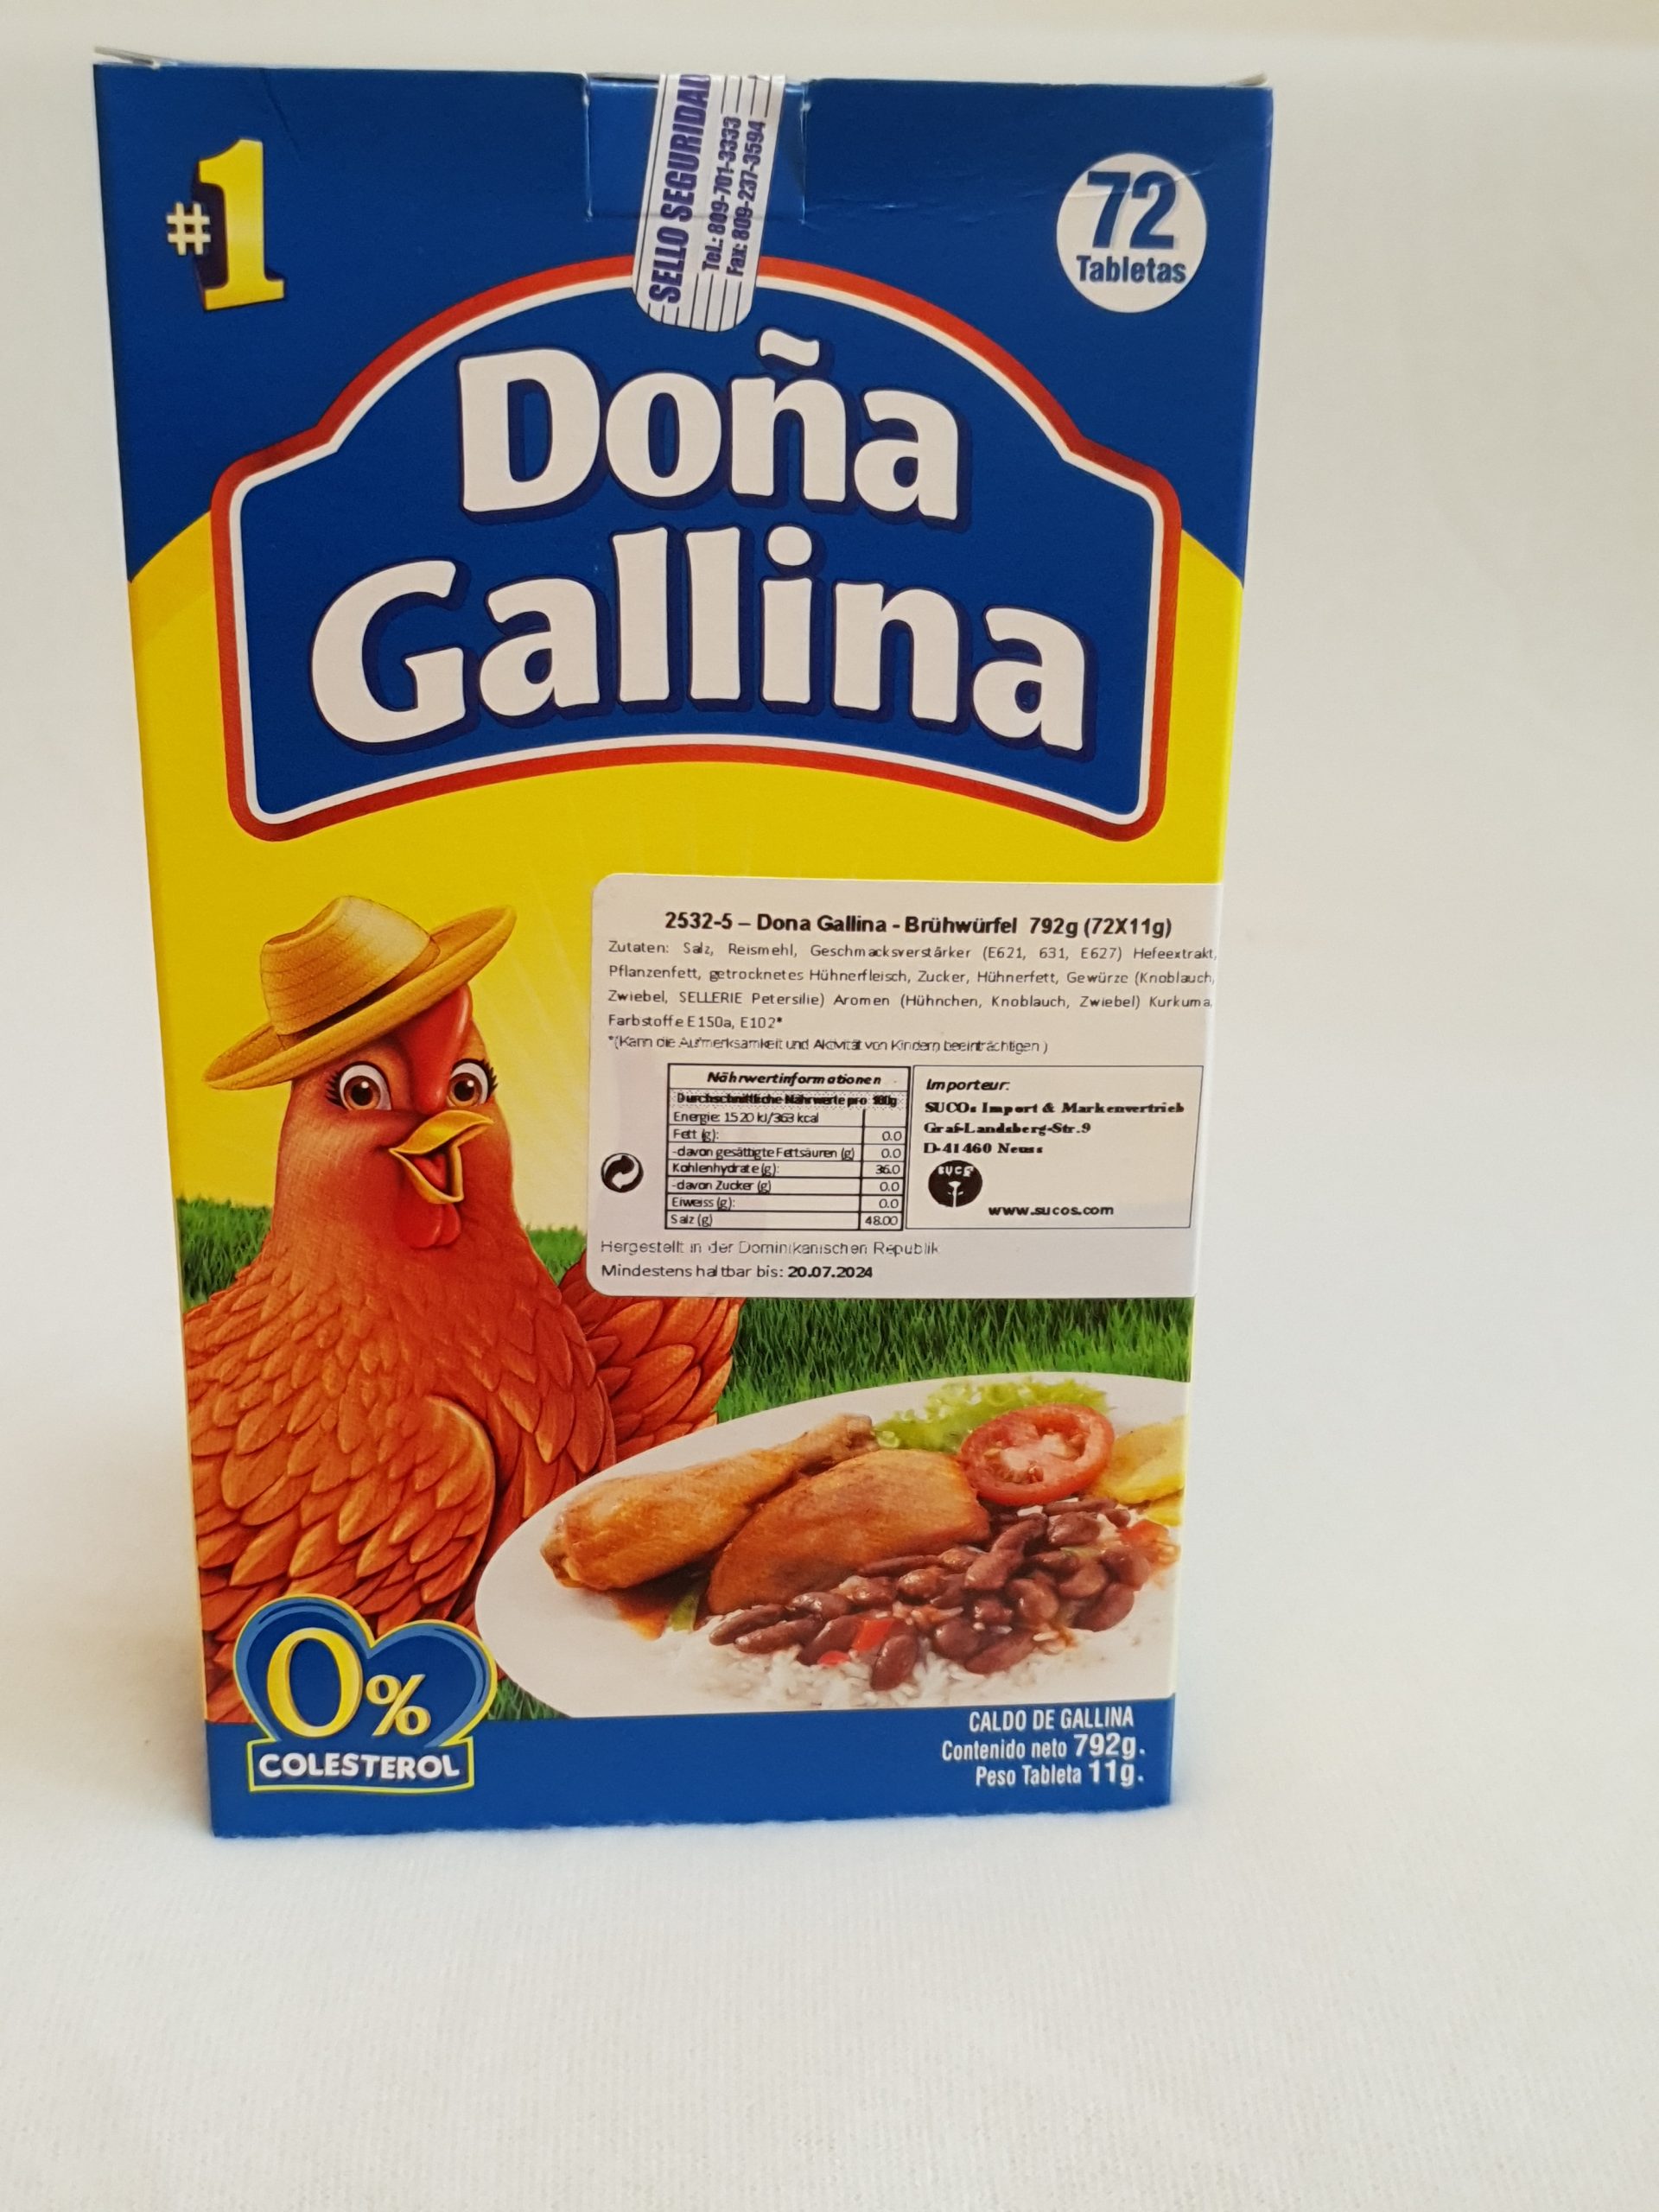 #1
SELLO SEGURIDAD
Tel.: 809-701-3333
Fax: 809-237-3594
72
Tabletas
Doña
Gallina
2532-5 – Dona Gallina - Brühwürfel 792g (72X11g)
Zutaten: Salz, Reismehl, Geschmacksverstärker (E621, 631, E627) Hefeextrakt,
Pflanzenfett, getrocknetes Hühnerfleisch, Zucker, Hühnerfett, Gewürze (Knoblauch,
Zwiebel, SELLERIE Petersilie) Aromen (Hühnchen, Knoblauch, Zwiebel) Kurkuma,
Farbstoffe E150a, E102*
*(Kann die Aufmerksamkeit und Aktivität von Kindern beeinträchtigen )
Nährwertinformationen
Durchschnittliche Nährwerte pro 100g
Energie: 1520 kJ/363 kcal
Fett (g): 0.0
-davon gesättigte Fettsäuren (g) 0.0
Kohlenhydrate (g): 36.0
-davon Zucker (g) 0.0
Eiweiss (g): 0.0
Salz (g) 48.00
Importeur:
SUCOs Import & Markenvertrieb
Graf-Landsberg-Str.9
D-41460 Neuss
www.sucos.com
Hergestellt in der Dominikanischen Republik
Mindestens haltbar bis: 20.07.2024
0%
COLESTEROL
CALDO DE GALLINA
Contenido neto 792g.
Peso Tableta 11g.